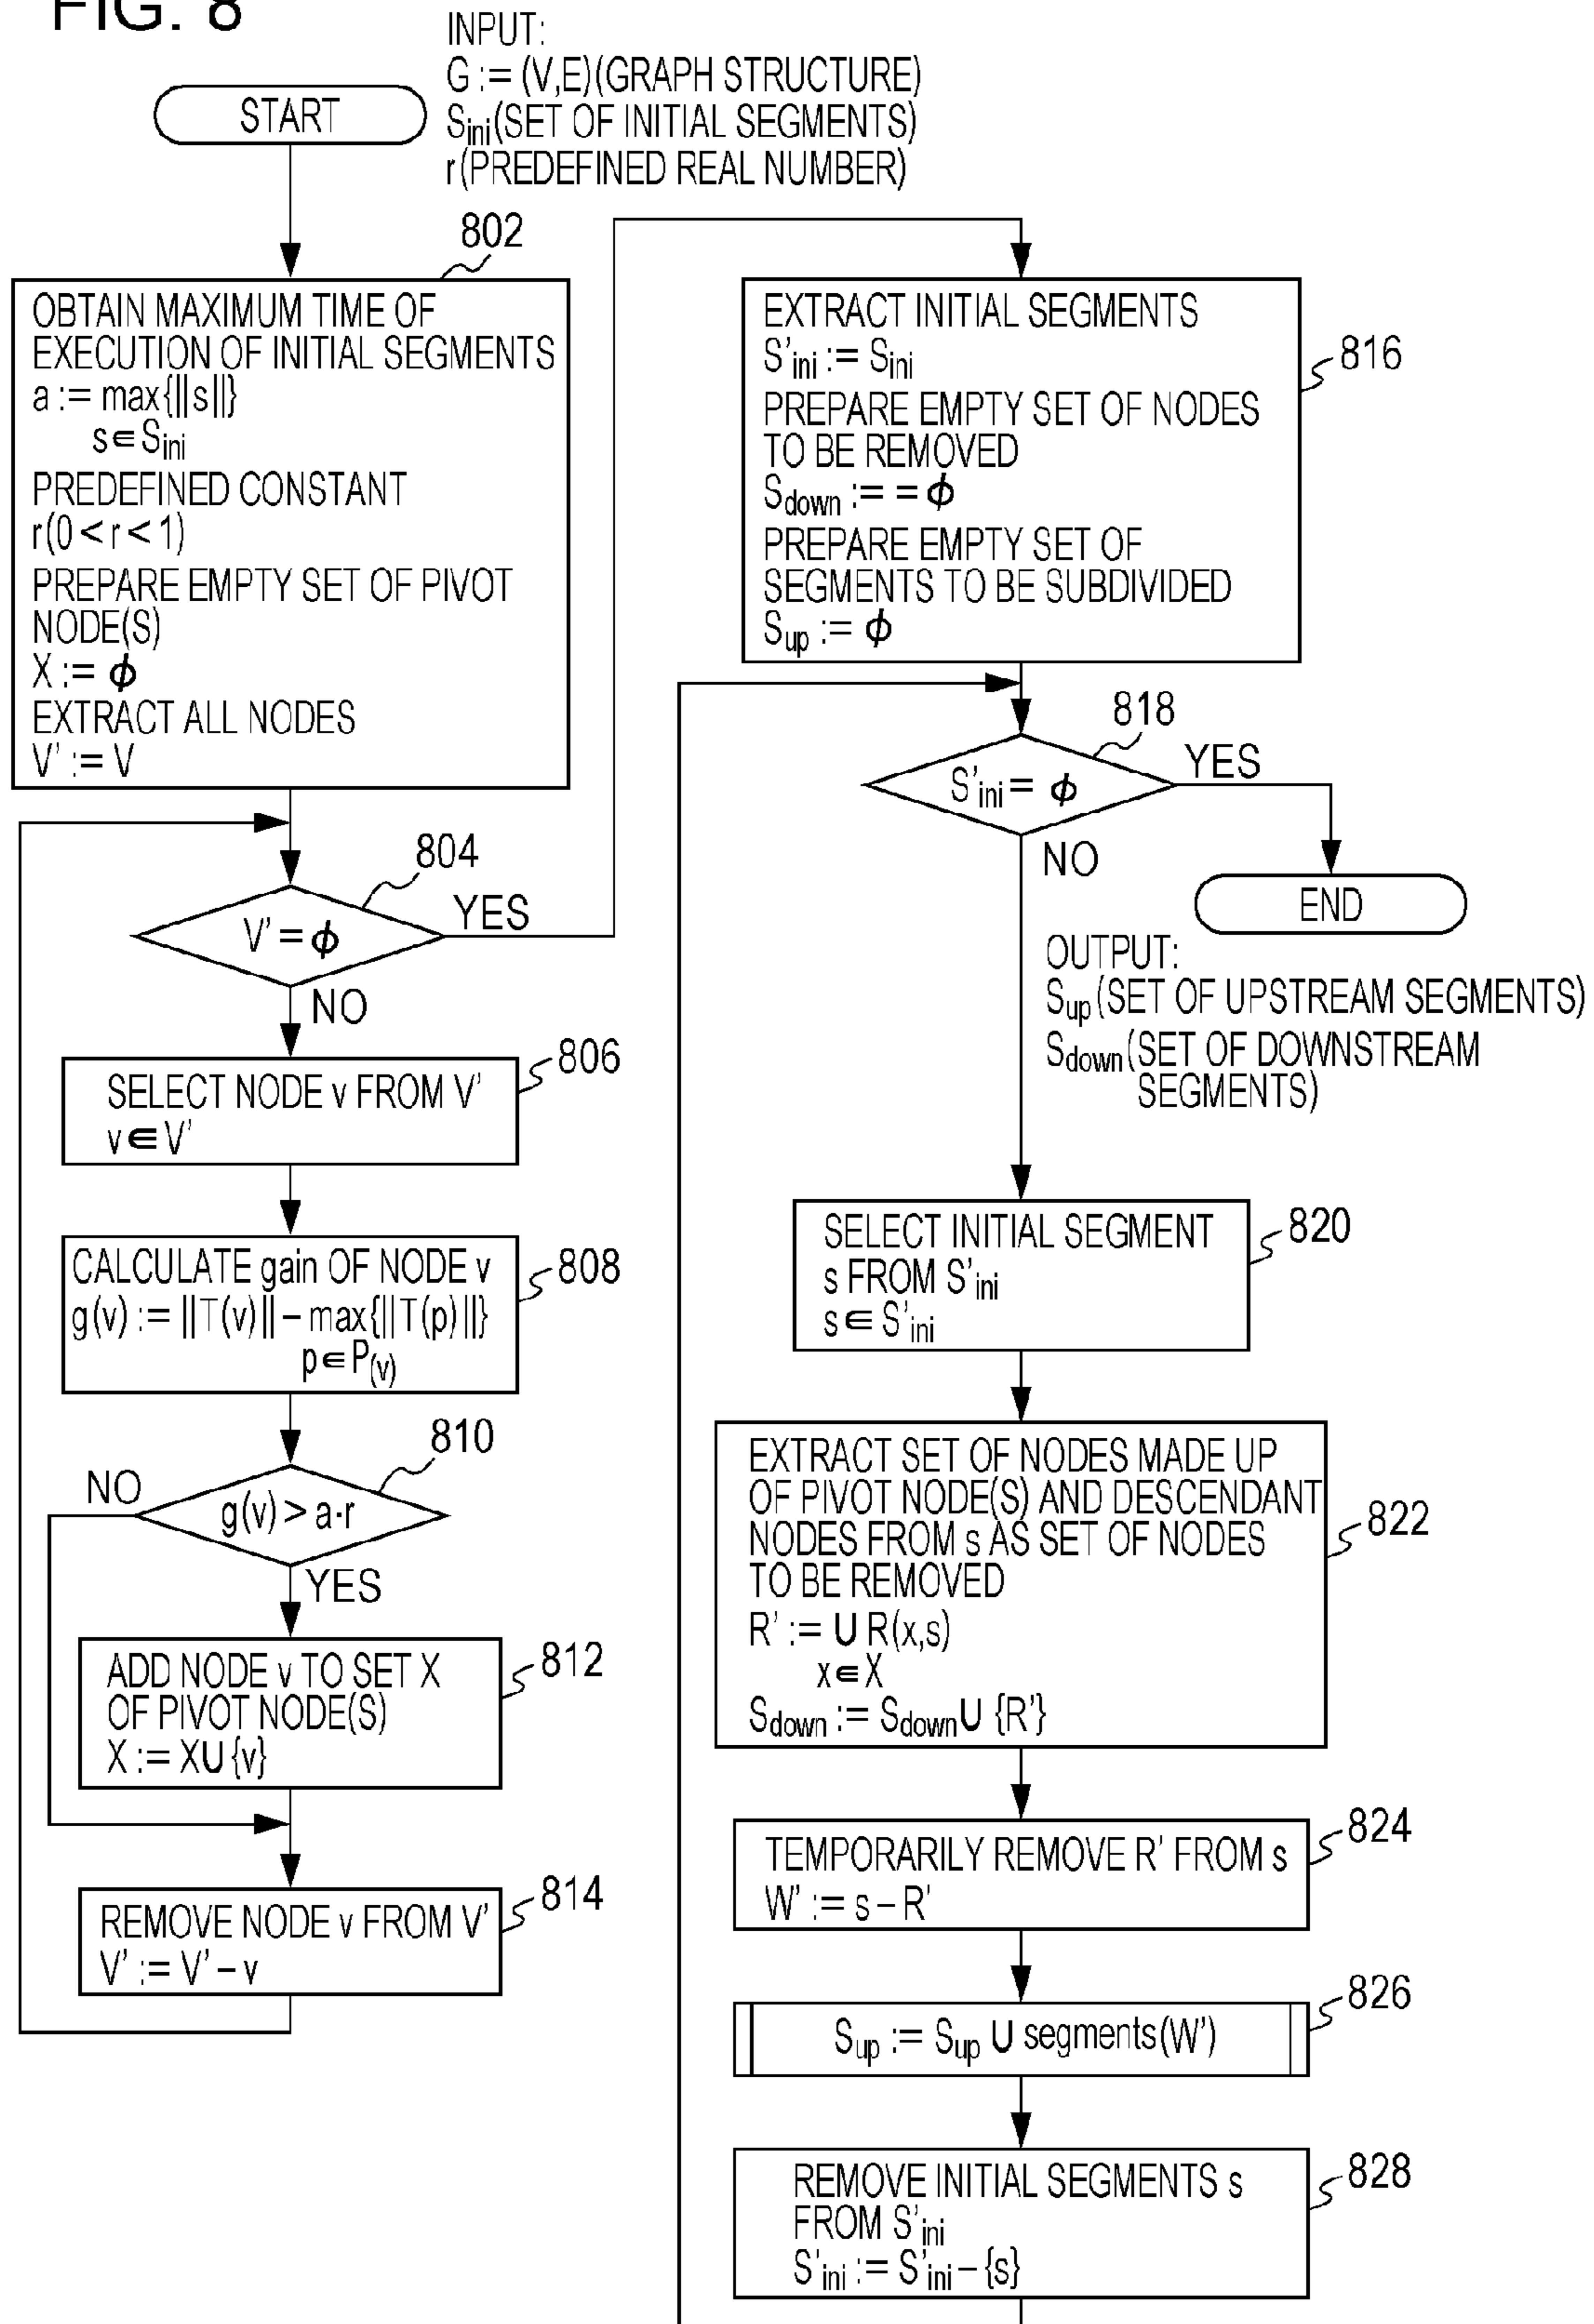 FIG. 8
INPUT:
G := (V,E)(GRAPH STRUCTURE)
Sini(SET OF INITIAL SEGMENTS)
r(PREDEFINED REAL NUMBER)
START
802
OBTAIN MAXIMUM TIME OF
EXECUTION OF INITIAL SEGMENTS
a := max{||s||}
s∈Sini
PREDEFINED CONSTANT
r(0<r<1)
PREPARE EMPTY SET OF PIVOT
NODE(S)
X := ϕ
EXTRACT ALL NODES
V' := V
804
V' = ϕ
YES
NO
806
SELECT NODE v FROM V'
v∈V'
808
CALCULATE gain OF NODE v
g(v) := ||T(v)|| – max{||T(p)||}
p∈P(v)
810
NO
g(v) > a·r
YES
812
ADD NODE v TO SET X
OF PIVOT NODE(S)
X := X∪{v}
814
REMOVE NODE v FROM V'
V' := V' – v
816
EXTRACT INITIAL SEGMENTS
S'ini := Sini
PREPARE EMPTY SET OF NODES
TO BE REMOVED
Sdown := = ϕ
PREPARE EMPTY SET OF
SEGMENTS TO BE SUBDIVIDED
Sup := ϕ
818
S'ini = ϕ
YES
NO
END
OUTPUT:
Sup(SET OF UPSTREAM SEGMENTS)
Sdown(SET OF DOWNSTREAM
SEGMENTS)
820
SELECT INITIAL SEGMENT
s FROM S'ini
s∈S'ini
822
EXTRACT SET OF NODES MADE UP
OF PIVOT NODE(S) AND DESCENDANT
NODES FROM s AS SET OF NODES
TO BE REMOVED
R' := ∪ R(x,s)
x∈X
Sdown := Sdown∪ {R'}
824
TEMPORARILY REMOVE R' FROM s
W' := s – R'
826
Sup := Sup ∪ segments(W')
828
REMOVE INITIAL SEGMENTS s
FROM S'ini
S'ini := S'ini – {s}